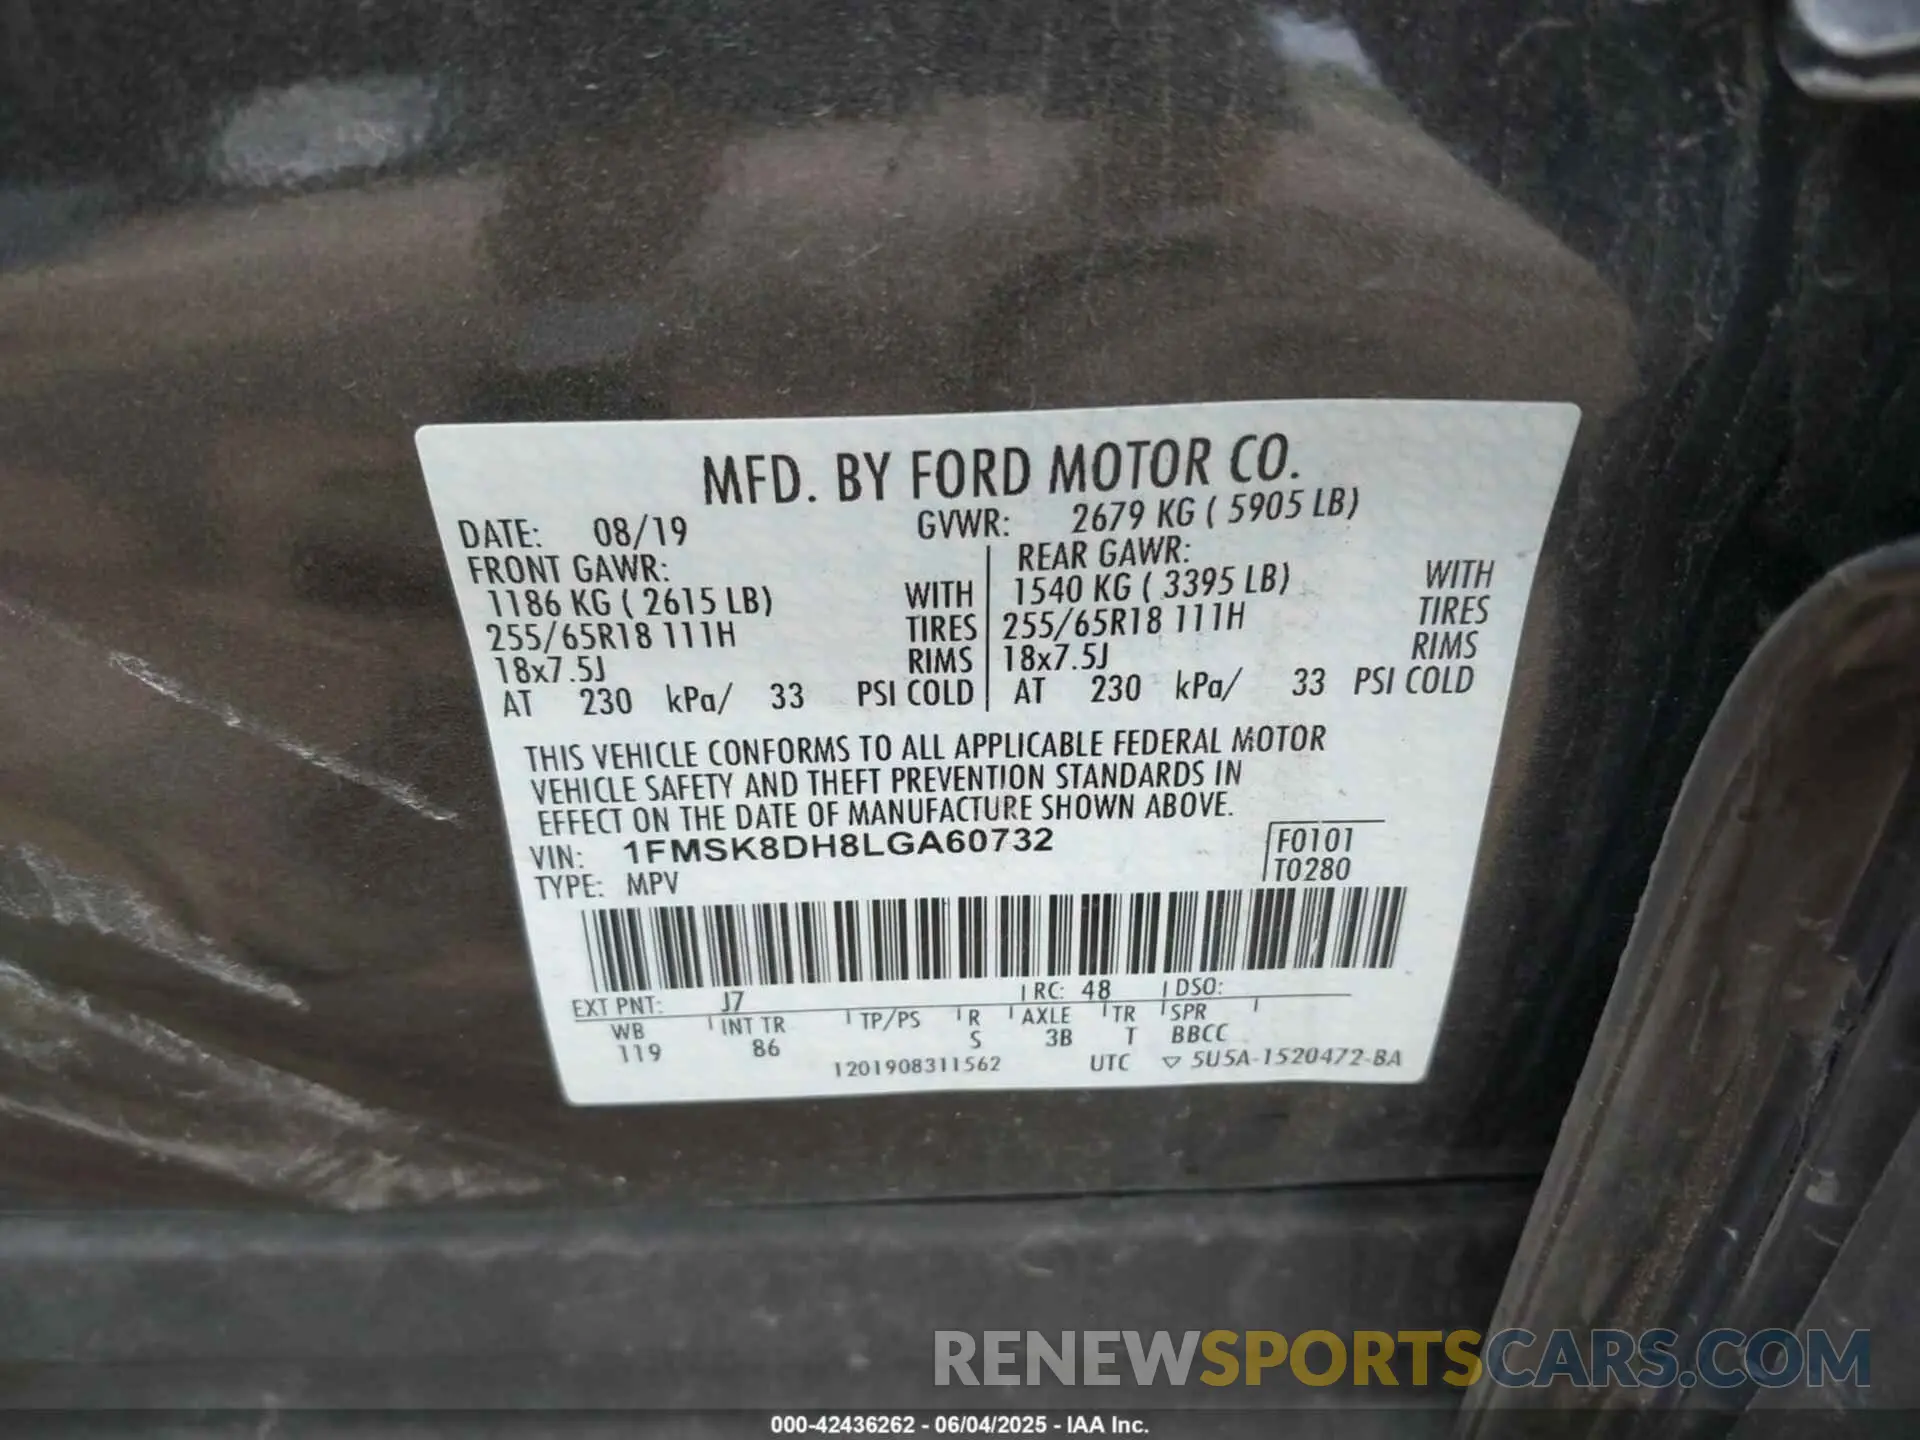 MFD. BY FORD MOTOR CO.
DATE: 08/19 GVWR: 2679 KG ( 5905 LB)
FRONT GAWR: REAR GAWR:
1186 KG ( 2615 LB) WITH 1540 KG ( 3395 LB) WITH
255/65R18 111H TIRES 255/65R18 111H TIRES
18x7.5J RIMS 18x7.5J RIMS
AT 230 kPa/ 33 PSI COLD AT 230 kPa/ 33 PSI COLD
THIS VEHICLE CONFORMS TO ALL APPLICABLE FEDERAL MOTOR
VEHICLE SAFETY AND THEFT PREVENTION STANDARDS IN
EFFECT ON THE DATE OF MANUFACTURE SHOWN ABOVE.
VIN: 1FMSK8DH8LGA60732 F0101
TYPE: MPV T0280
EXT PNT: J7 RC: 48 DSO:
WB INT TR TP/PS R AXLE TR SPR
119 86 S 3B T BBCC
1201908311562 UTC ▽ 5U5A-1520472-BA
RENEWSPORTSCARS.COM
000-42436262 - 06/04/2025 - IAA Inc.